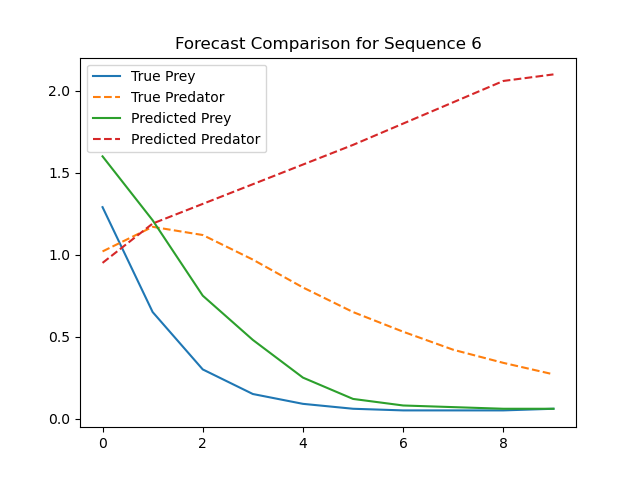 Forecast Comparison for Sequence 6
True Prey
True Predator
Predicted Prey
Predicted Predator
2.0
1.5
1.0
0.5
0.0
0 2 4 6 8